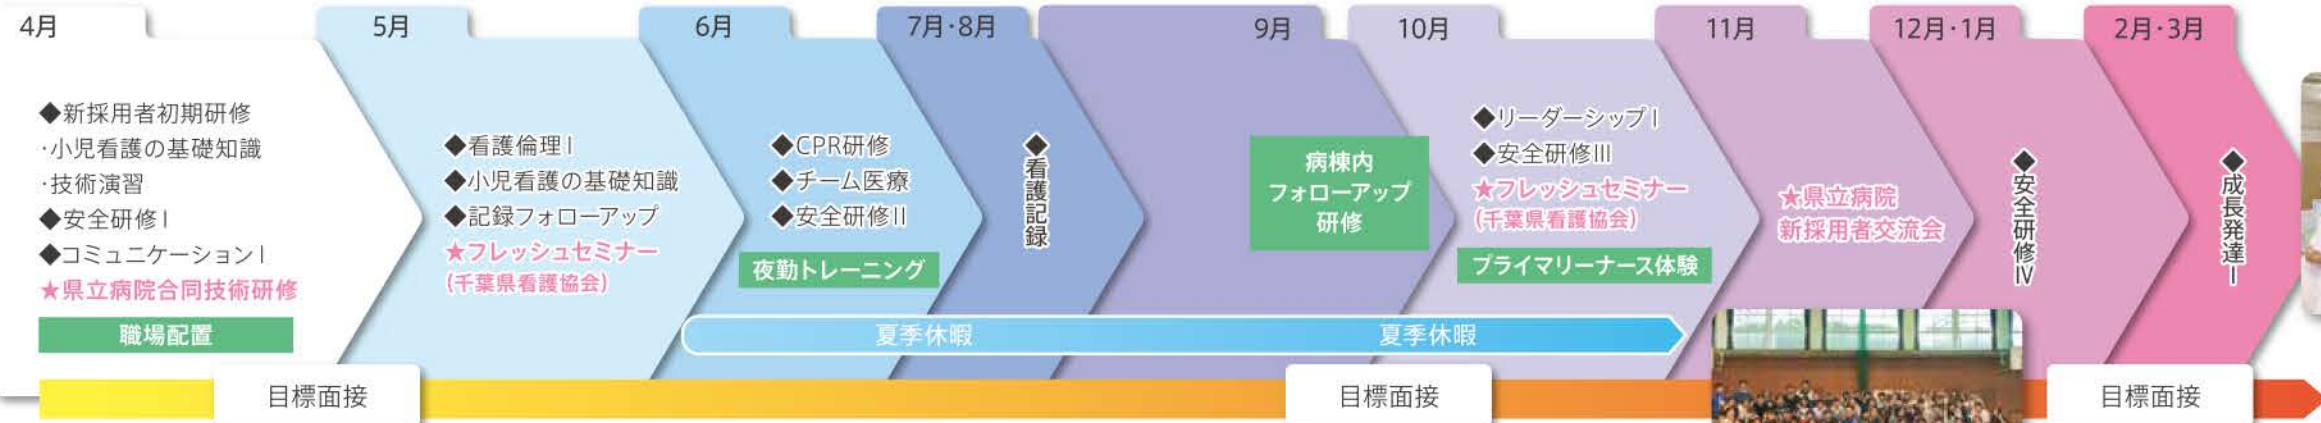 4月
◆新採用者初期研修
·小児看護の基礎知識
·技術演習
◆安全研修Ⅰ
◆コミュニケーションⅠ
★県立病院合同技術研修
職場配置
5月
◆看護倫理Ⅰ
◆小児看護の基礎知識
◆記録フォローアップ
★フレッシュセミナー
(千葉県看護協会)
6月
◆CPR研修
◆チーム医療
◆安全研修Ⅱ
夜勤トレーニング
7月·8月
◆看護記録
9月
病棟内
フォローアップ
研修
10月
◆リーダーシップⅠ
◆安全研修Ⅲ
★フレッシュセミナー
(千葉県看護協会)
プライマリーナース体験
11月
★県立病院
新採用者交流会
12月·1月
◆安全研修Ⅳ
2月·3月
◆成長発達Ⅰ
夏季休暇
夏季休暇
目標面接
目標面接
目標面接